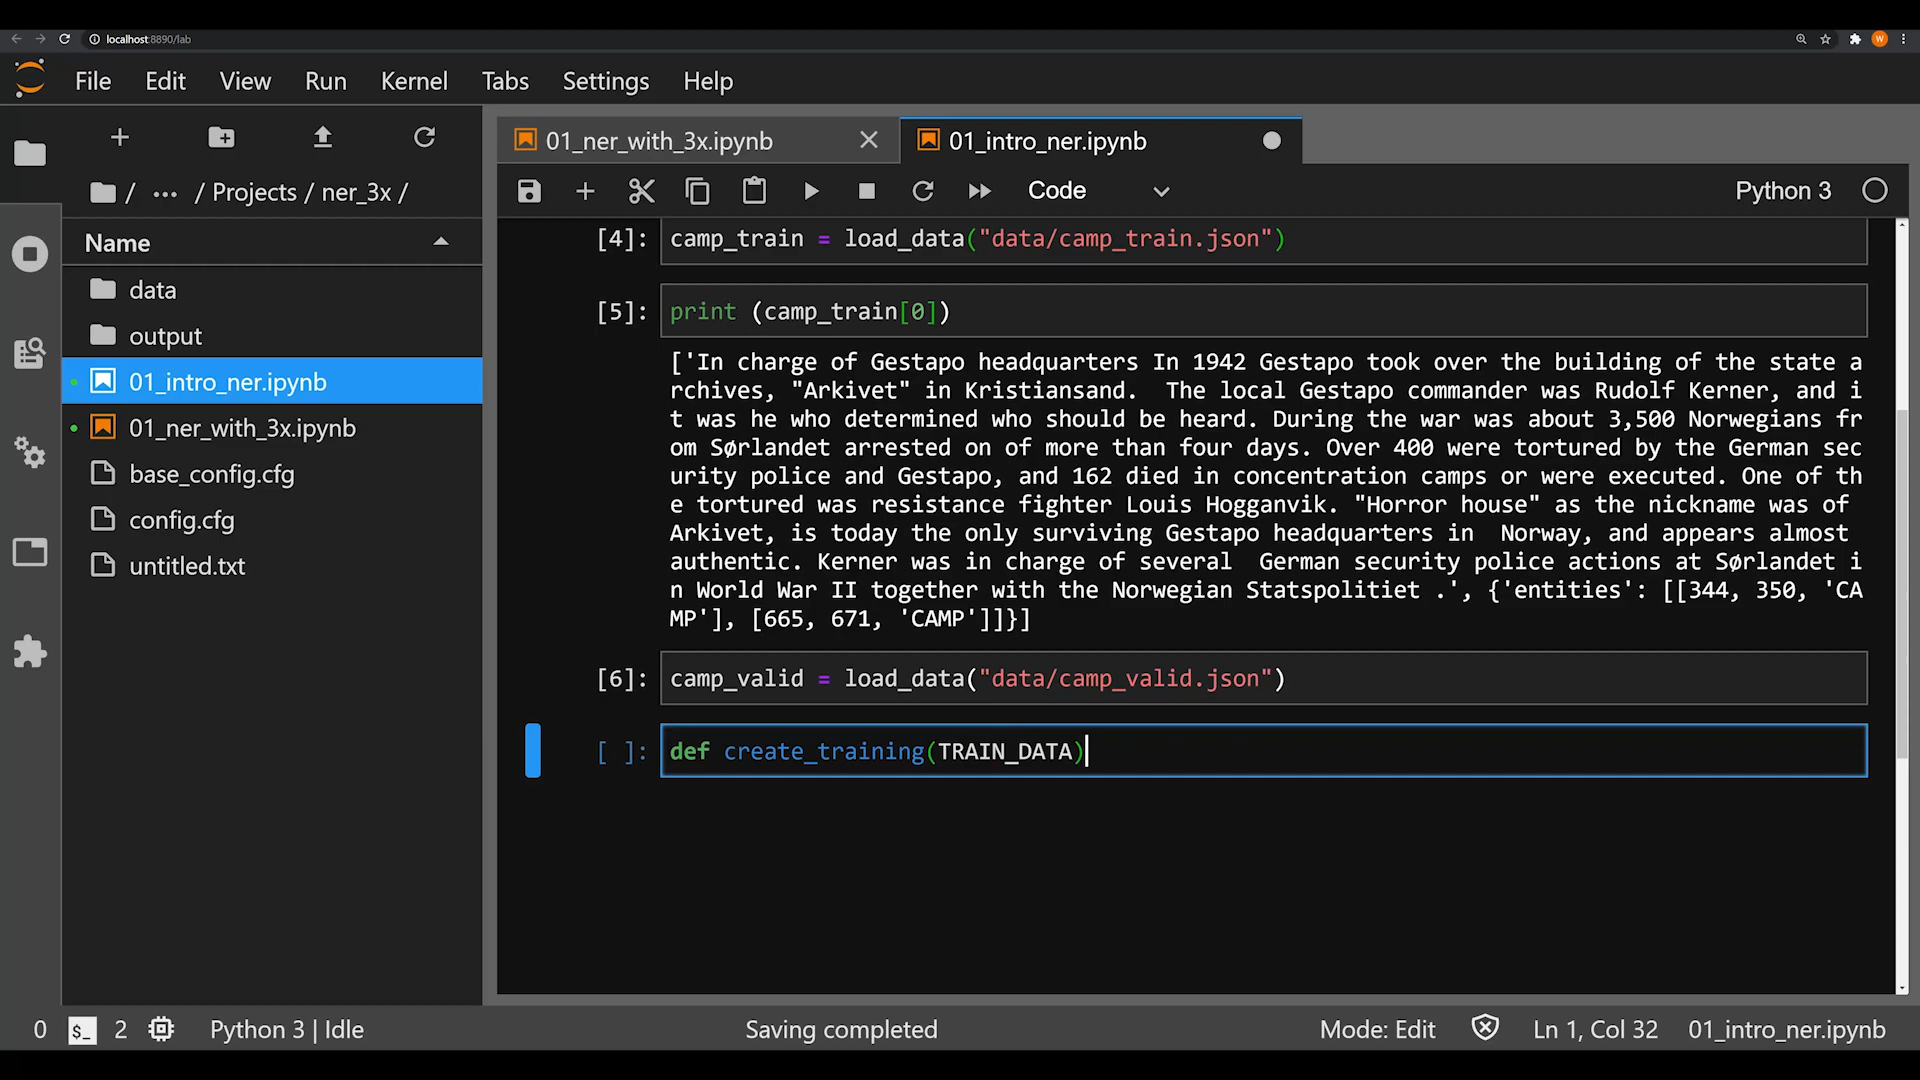 localhost:8890/lab
W
File Edit View Run Kernel Tabs Settings Help
01_ner_with_3x.ipynb
01_intro_ner.ipynb
/ ··· / Projects / ner_3x /
Code
Python 3
Name
data
output
01_intro_ner.ipynb
01_ner_with_3x.ipynb
base_config.cfg
config.cfg
untitled.txt
[4]: camp_train = load_data("data/camp_train.json")
[5]: print (camp_train[0])
['In charge of Gestapo headquarters In 1942 Gestapo took over the building of the state a
rchives, "Arkivet" in Kristiansand.  The local Gestapo commander was Rudolf Kerner, and i
t was he who determined who should be heard. During the war was about 3,500 Norwegians fr
om Sørlandet arrested on of more than four days. Over 400 were tortured by the German sec
urity police and Gestapo, and 162 died in concentration camps or were executed. One of th
e tortured was resistance fighter Louis Hogganvik. "Horror house" as the nickname was of
Arkivet, is today the only surviving Gestapo headquarters in  Norway, and appears almost
authentic. Kerner was in charge of several  German security police actions at Sørlandet i
n World War II together with the Norwegian Statspolitiet .', {'entities': [[344, 350, 'CA
MP'], [665, 671, 'CAMP']]}]
[6]: camp_valid = load_data("data/camp_valid.json")
[ ]: def create_training(TRAIN_DATA)
0 $_ 2 Python 3 | Idle
Saving completed
Mode: Edit
Ln 1, Col 32
01_intro_ner.ipynb